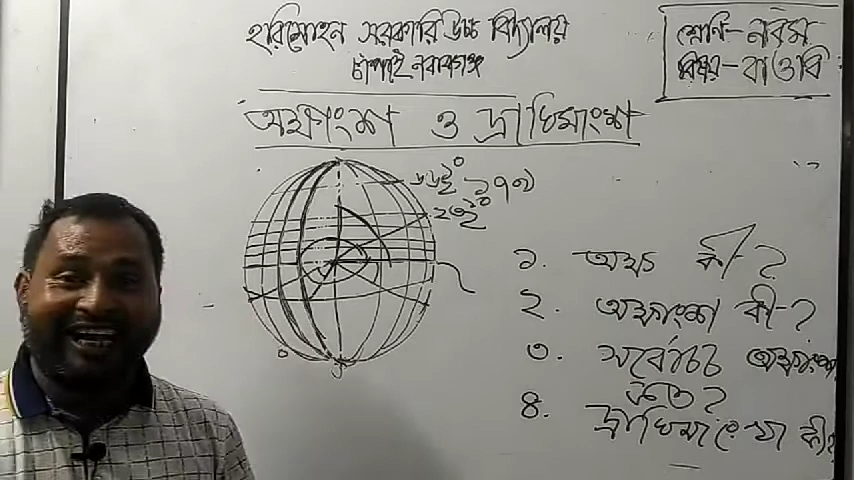 হরিমোহন সরকারি উচ্চ বিদ্যালয়
চাঁপাই নবাবগঞ্জ
শ্রেণি- নবম
বিষয়- বাওবি
অক্ষাংশ ও দ্রাঘিমাংশ
১. অক্ষ কী?
২. অক্ষাংশ কী?
৩. সর্বোচ্চ অক্ষাংশ
কত?
৪. দ্রাঘিমাংশ কী?